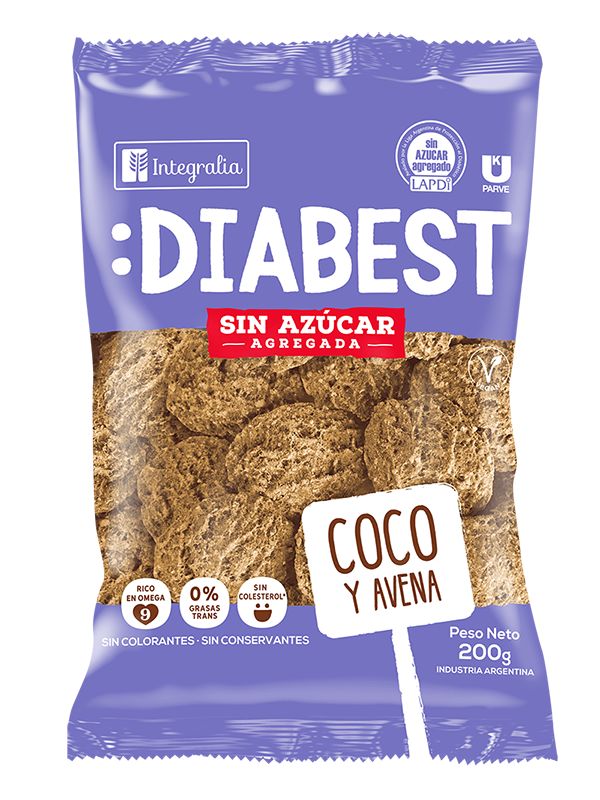 Integralia
sin
AZUCAR
agregado
LAPDI
K
U
PARVE
:DIABEST
SIN AZÚCAR
AGREGADA
V
COCO
Y AVENA
RICO
EN OMEGA
9
0%
GRASAS
TRANS
SIN
COLESTEROL*
SIN COLORANTES · SIN CONSERVANTES
Peso Neto
200g
INDUSTRIA ARGENTINA